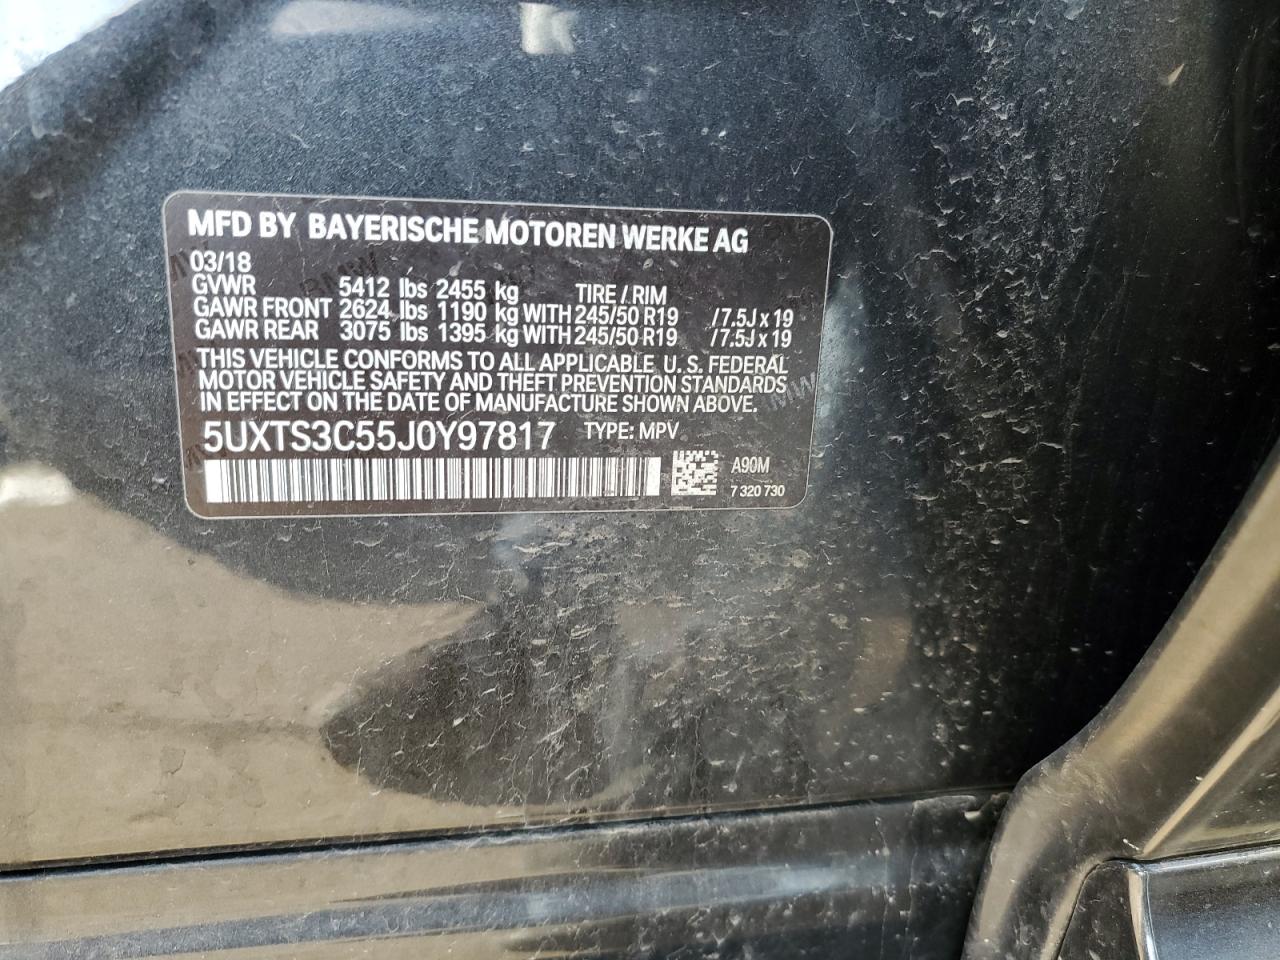 MFD BY BAYERISCHE MOTOREN WERKE AG
03/18
GVWR 5412 lbs 2455 kg TIRE / RIM
GAWR FRONT 2624 lbs 1190 kg WITH 245/50 R19 /7.5J x 19
GAWR REAR 3075 lbs 1395 kg WITH 245/50 R19 /7.5J x 19
THIS VEHICLE CONFORMS TO ALL APPLICABLE U. S. FEDERAL
MOTOR VEHICLE SAFETY AND THEFT PREVENTION STANDARDS
IN EFFECT ON THE DATE OF MANUFACTURE SHOWN ABOVE.
5UXTS3C55J0Y97817 TYPE: MPV
A90M
7 320 730